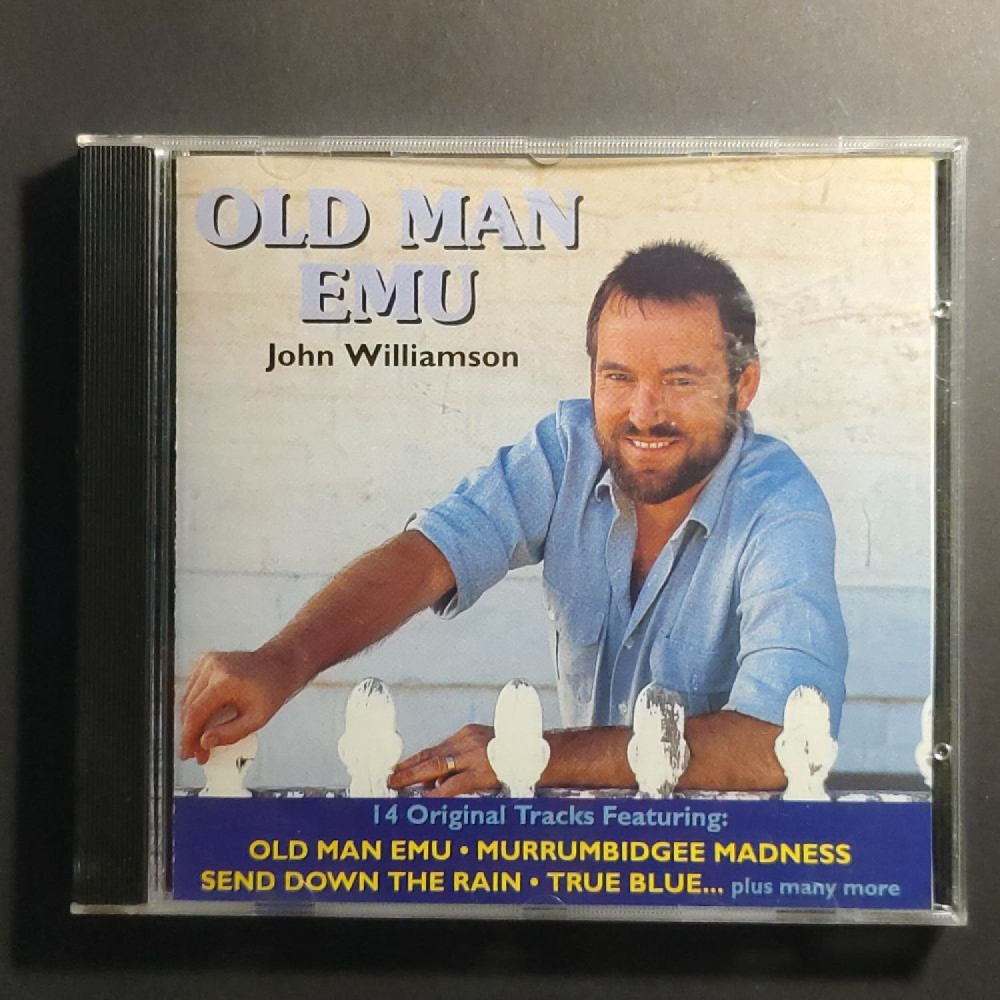 OLD MAN
EMU
John Williamson
14 Original Tracks Featuring:
OLD MAN EMU • MURRUMBIDGEE MADNESS
SEND DOWN THE RAIN • TRUE BLUE... plus many more